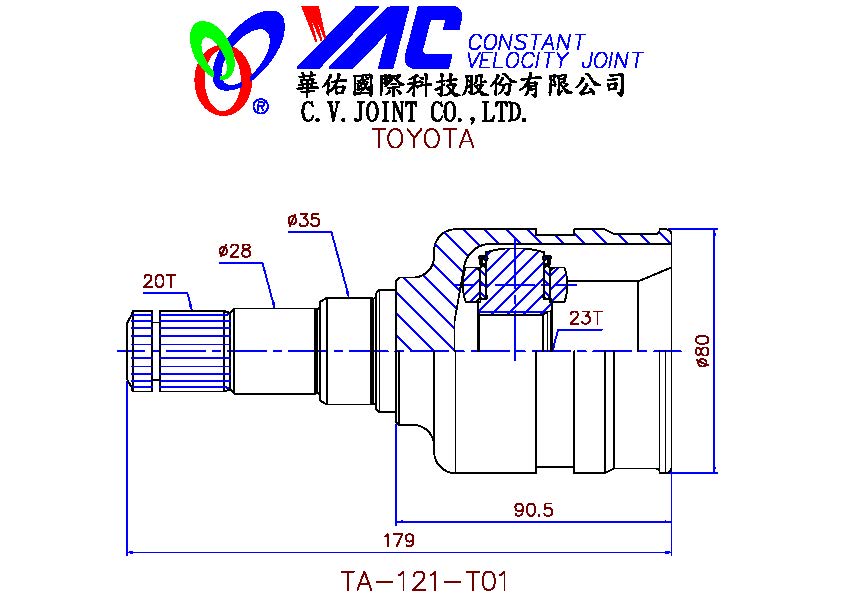 YAC CONSTANT
VELOCITY JOINT
華佑國際科技股份有限公司
®
C.V.JOINT CO.,LTD.
TOYOTA
ø35
ø28
20T
23T
ø80
90.5
179
TA-121-T01